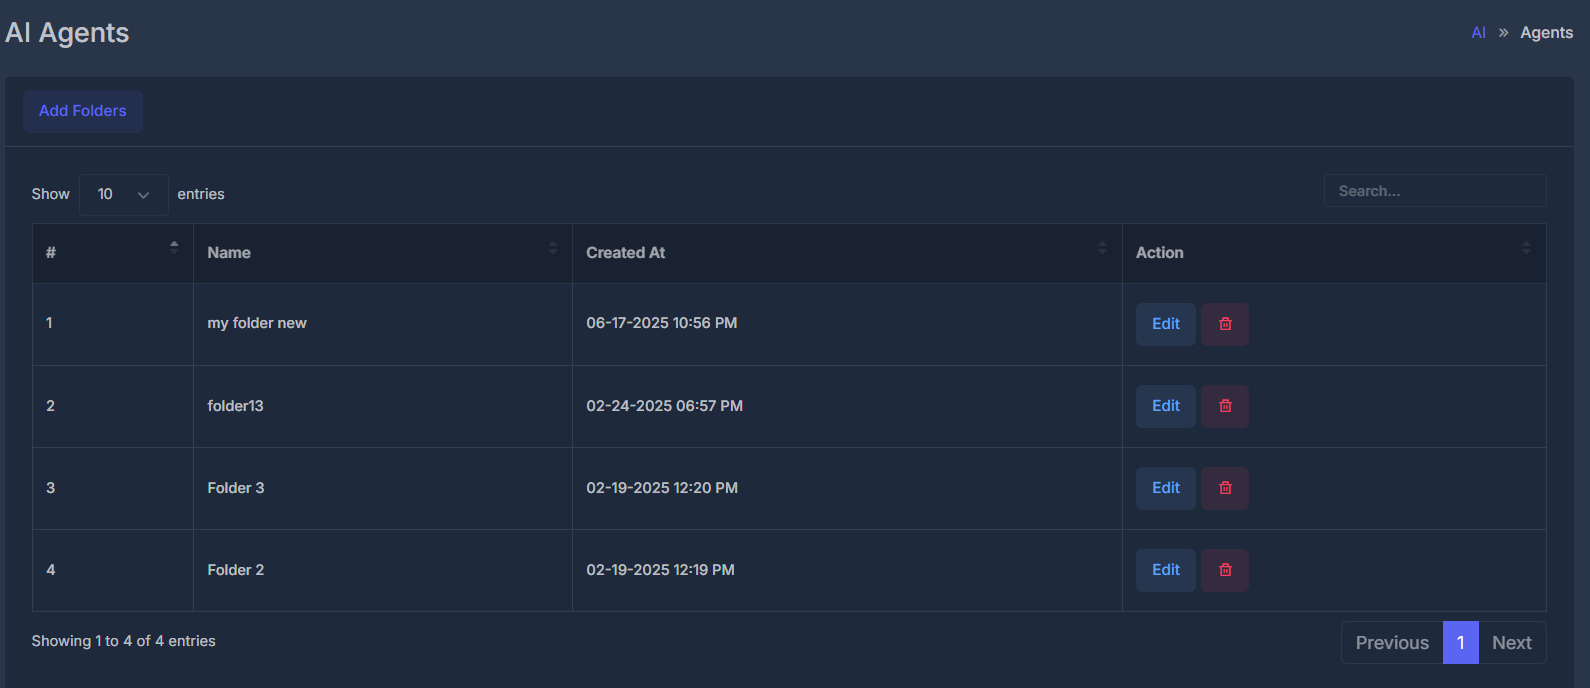 AI Agents
AI » Agents
Add Folders
Show 10 entries
Search...
# Name Created At Action
1 my folder new 06-17-2025 10:56 PM Edit
2 folder13 02-24-2025 06:57 PM Edit
3 Folder 3 02-19-2025 12:20 PM Edit
4 Folder 2 02-19-2025 12:19 PM Edit
Showing 1 to 4 of 4 entries
Previous 1 Next